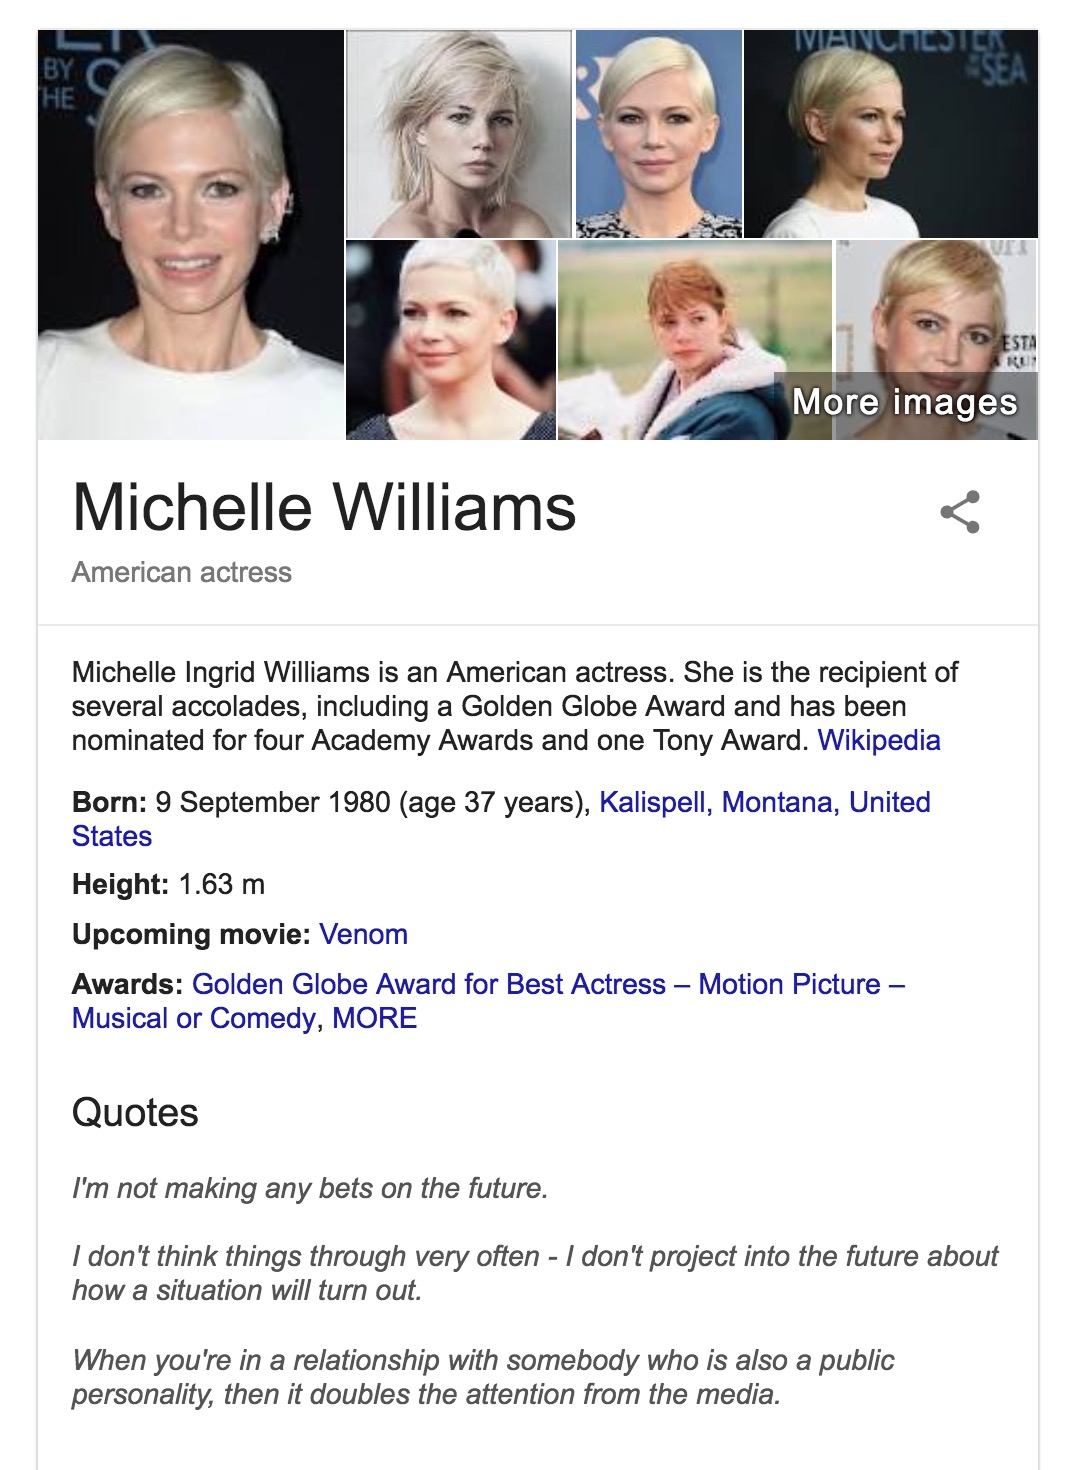 BY
THE
MANCHESTER
SEA
More images
Michelle Williams
American actress
Michelle Ingrid Williams is an American actress. She is the recipient of
several accolades, including a Golden Globe Award and has been
nominated for four Academy Awards and one Tony Award. Wikipedia
Born: 9 September 1980 (age 37 years), Kalispell, Montana, United
States
Height: 1.63 m
Upcoming movie: Venom
Awards: Golden Globe Award for Best Actress – Motion Picture –
Musical or Comedy, MORE
Quotes
I'm not making any bets on the future.
I don't think things through very often - I don't project into the future about
how a situation will turn out.
When you're in a relationship with somebody who is also a public
personality, then it doubles the attention from the media.